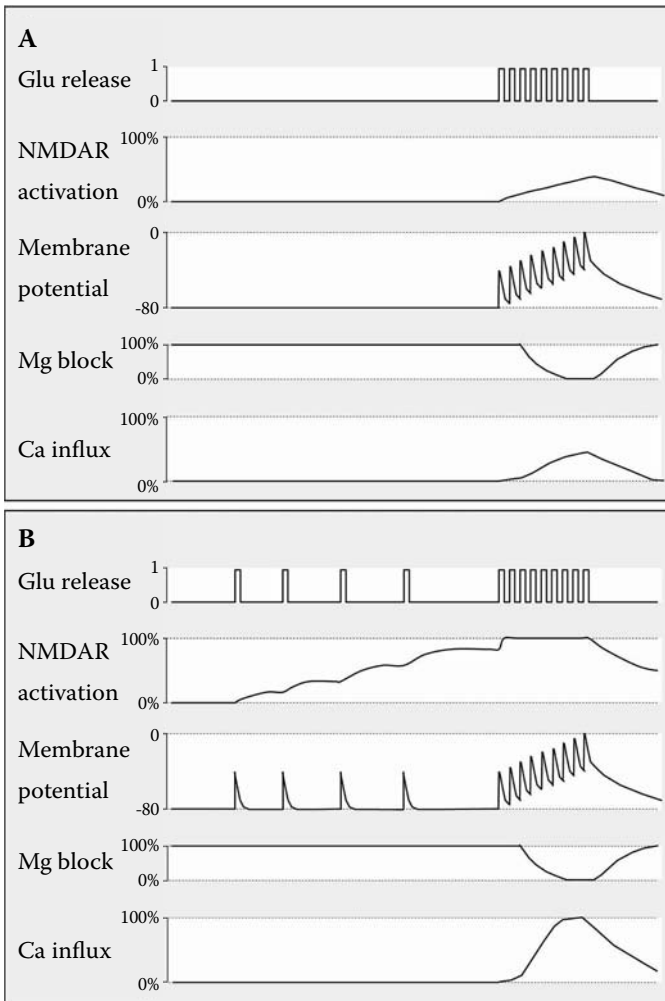 A
Glu release
1
0
NMDAR
activation
100%
0%
Membrane
potential
0
-80
Mg block
100%
0%
Ca influx
100%
0%
B
Glu release
1
0
NMDAR
activation
100%
0%
Membrane
potential
0
-80
Mg block
100%
0%
Ca influx
100%
0%